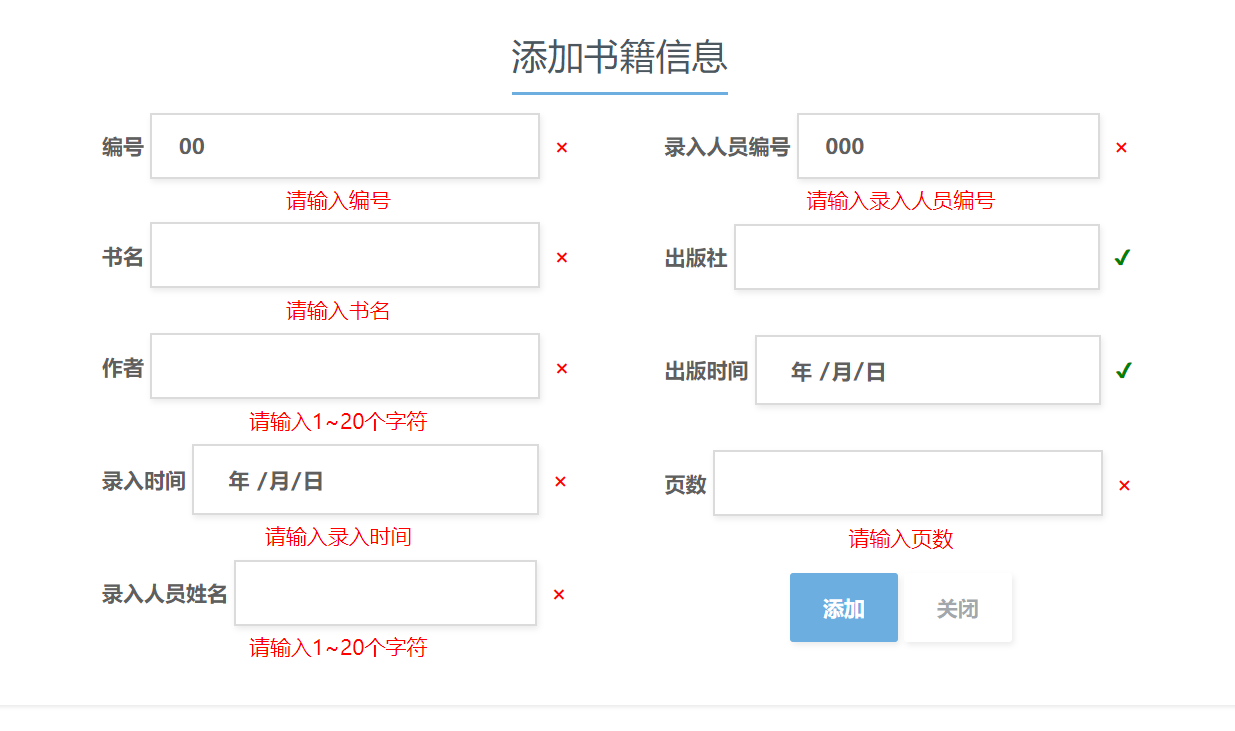 添加书籍信息
编号 00 ×
录入人员编号 000 ×
请输入编号
请输入录入人员编号
书名 ×
出版社 ✔
请输入书名
作者 ×
出版时间 年 /月/日 ✔
请输入1~20个字符
录入时间 年 /月/日 ×
页数 ×
请输入录入时间
请输入页数
录入人员姓名 ×
添加 关闭
请输入1~20个字符